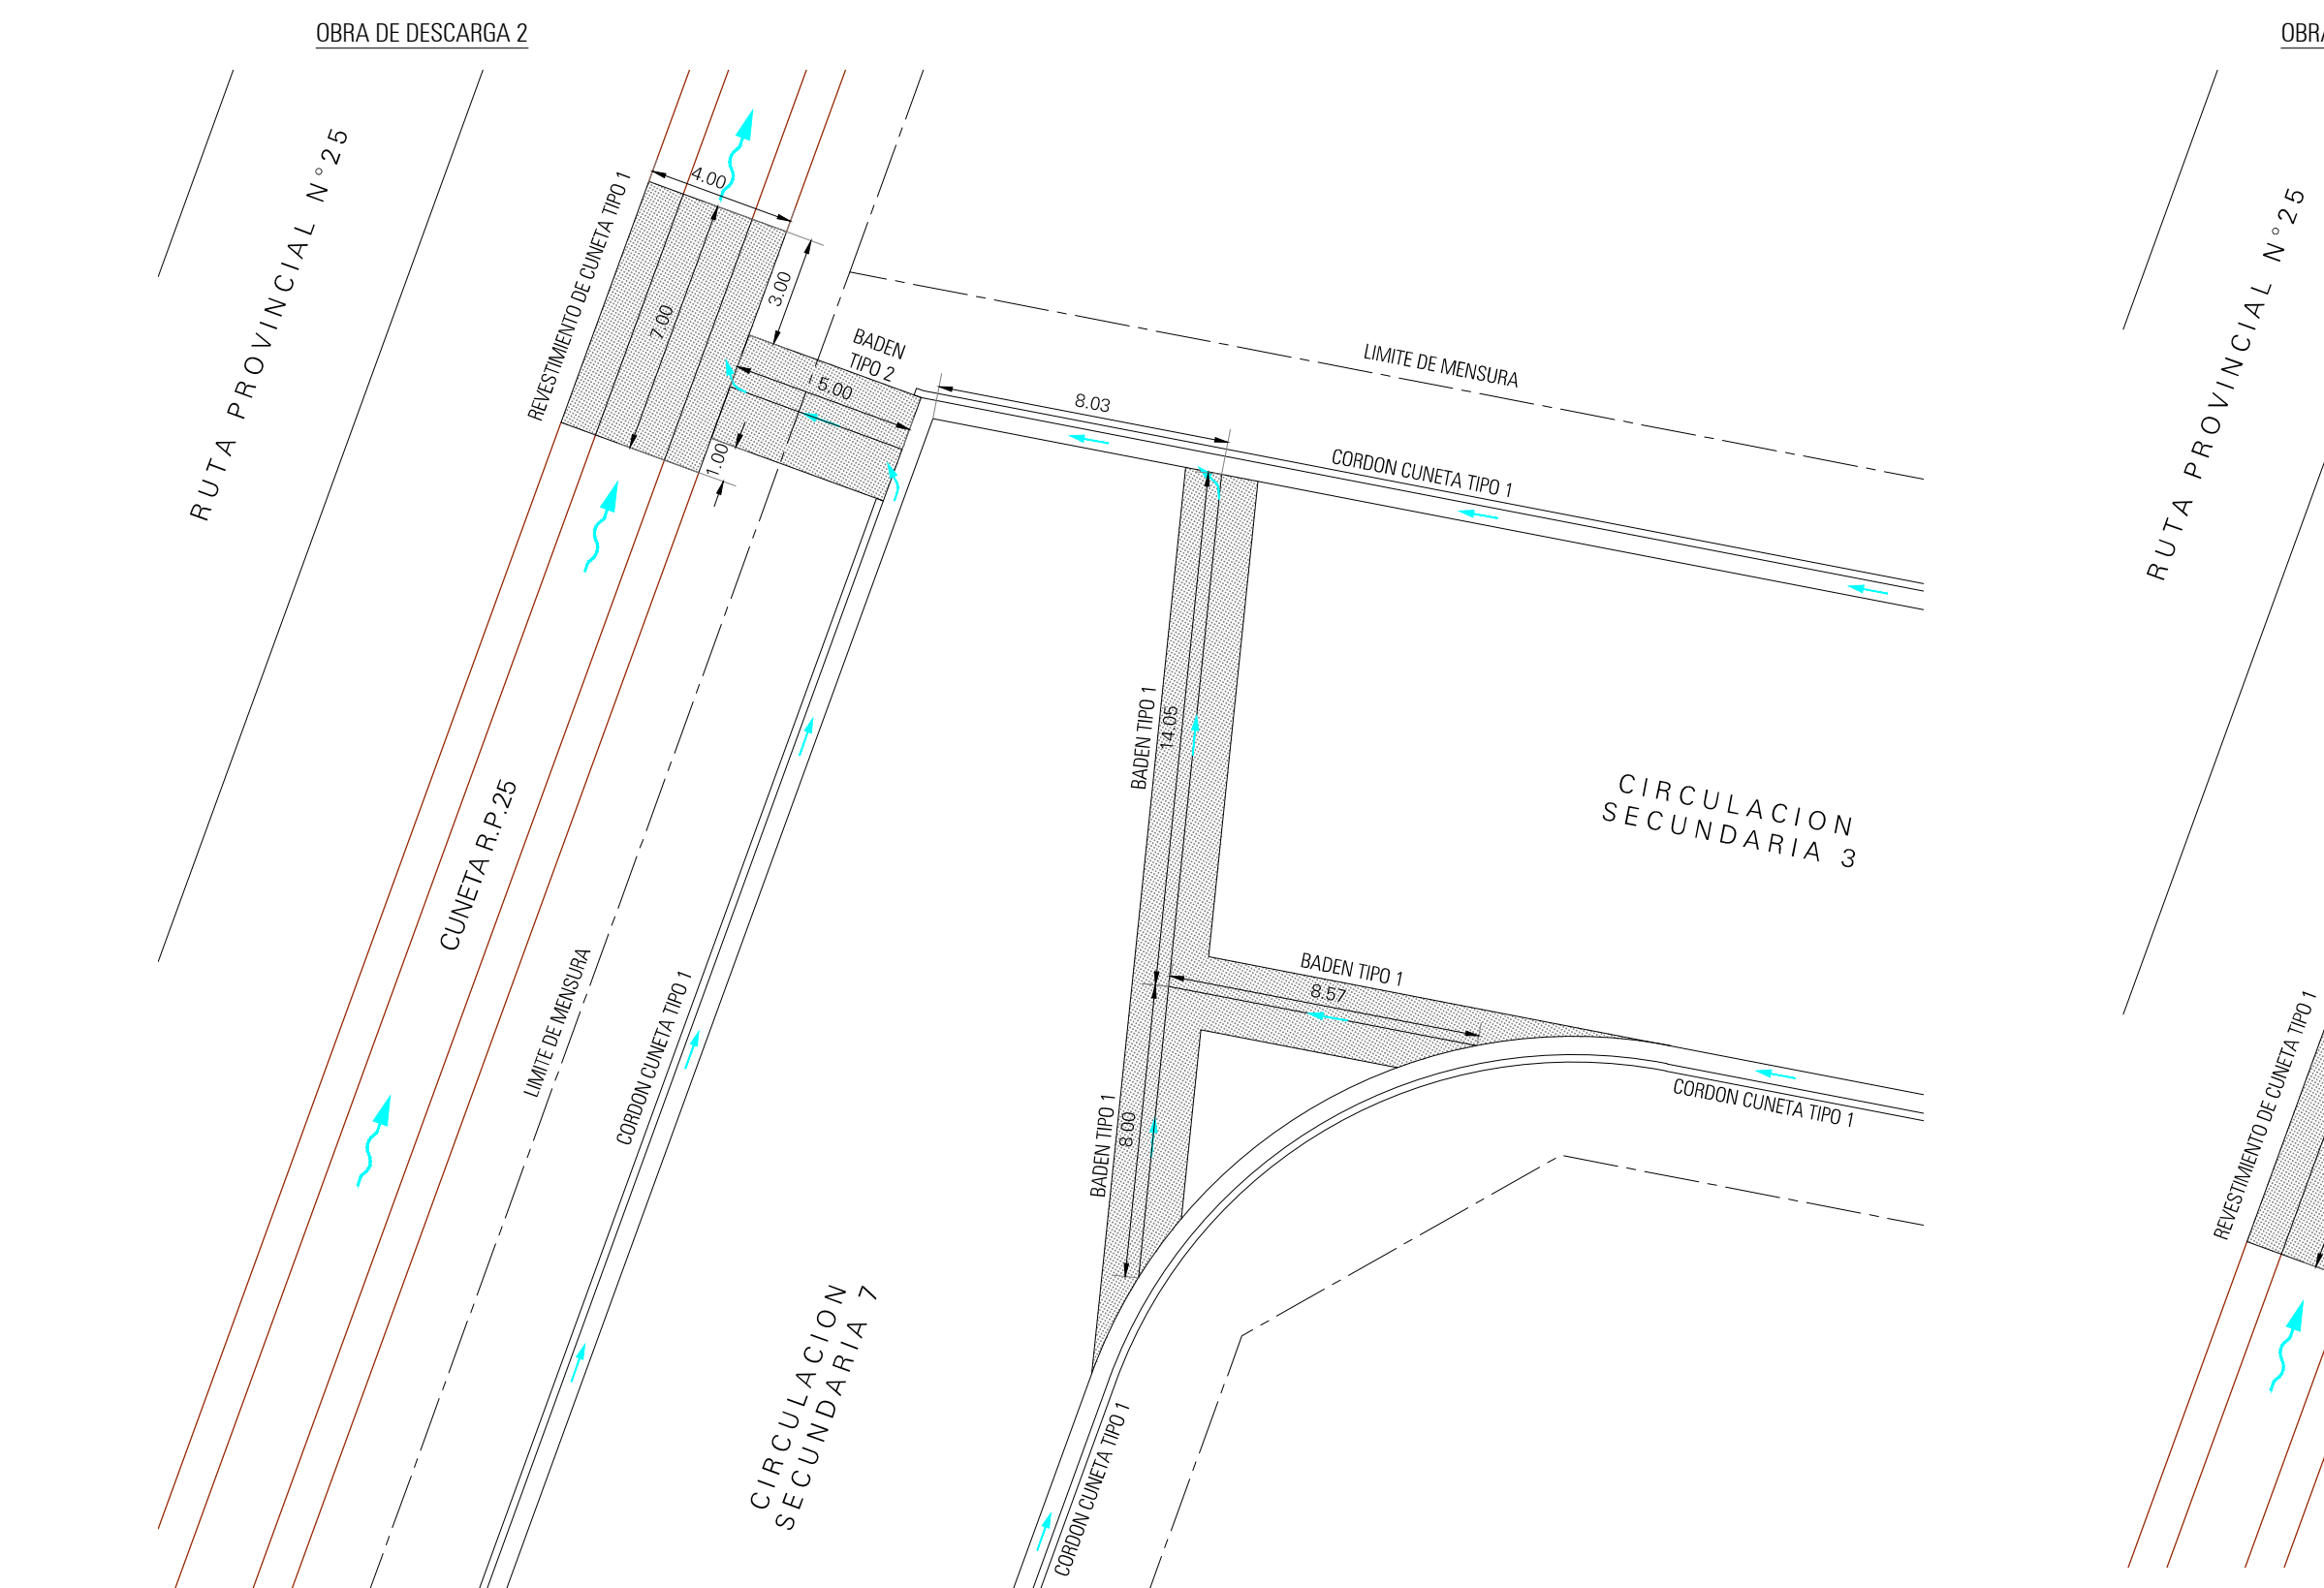 OBRA DE DESCARGA 2
OBRA
RUTA PROVINCIAL N°25
REVESTIMIENTO DE CUNETA TIPO 1
4.00
7.00
3.00
BADEN
TIPO 2
5.00
1.00
8.03
LIMITE DE MENSURA
CORDON CUNETA TIPO 1
BADEN TIPO 1
14.05
CIRCULACION
SECUNDARIA 3
CUNETA R.P.25
LIMITE DE MENSURA
CORDON CUNETA TIPO 1
BADEN TIPO 1
8.57
BADEN TIPO 1
8.00
CORDON CUNETA TIPO 1
CIRCULACION
SECUNDARIA 7
CORDON CUNETA TIPO 1
RUTA PROVINCIAL N°25
REVESTIMIENTO DE CUNETA TIPO 1